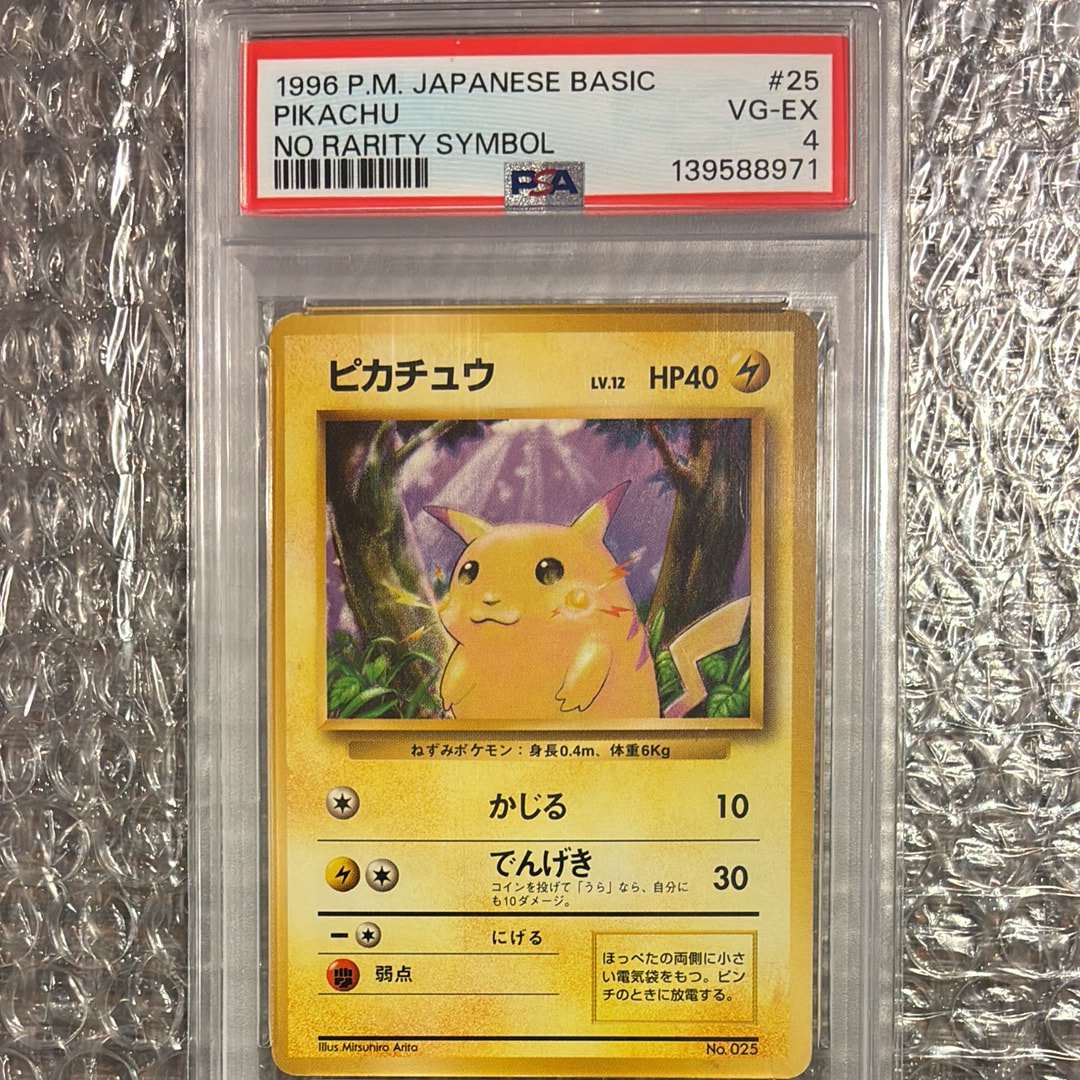 1996 P.M. JAPANESE BASIC #25
PIKACHU VG-EX
NO RARITY SYMBOL 4
PSA 139588971
ピカチュウ LV.12 HP40
ねずみポケモン：身長0.4m、体重6Kg
かじる 10
でんげき 30
コインを投げて「うら」なら、自分に
も10ダメージ。
にげる
弱点
ほっぺたの両側に小さ
い電気袋をもつ。ピン
チのときに放電する。
Illus.Mitsuhiro Arita No. 025